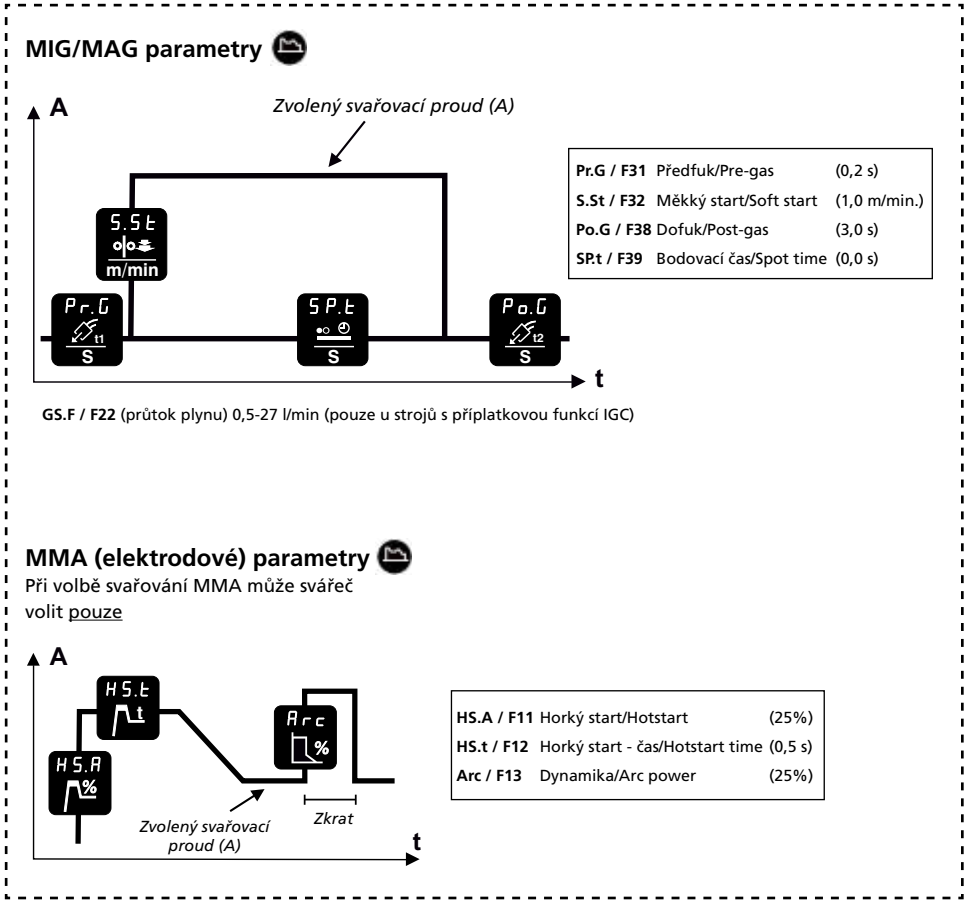 MIG/MAG parametry
A
Zvolený svařovací proud (A)
S.St
m/min
Pr.G
t1
S
SP.t
S
Po.G
t2
S
t
Pr.G / F31 Předfuk/Pre-gas (0,2 s)
S.St / F32 Měkký start/Soft start (1,0 m/min.)
Po.G / F38 Dofuk/Post-gas (3,0 s)
SP.t / F39 Bodovací čas/Spot time (0,0 s)
GS.F / F22 (průtok plynu) 0,5-27 l/min (pouze u strojů s příplatkovou funkcí IGC)
MMA (elektrodové) parametry
Při volbě svařování MMA může svářeč
volit pouze
A
HS.t
t
HS.A
%
Arc
%
Zvolený svařovací
proud (A)
Zkrat
t
HS.A / F11 Horký start/Hotstart (25%)
HS.t / F12 Horký start - čas/Hotstart time (0,5 s)
Arc / F13 Dynamika/Arc power (25%)